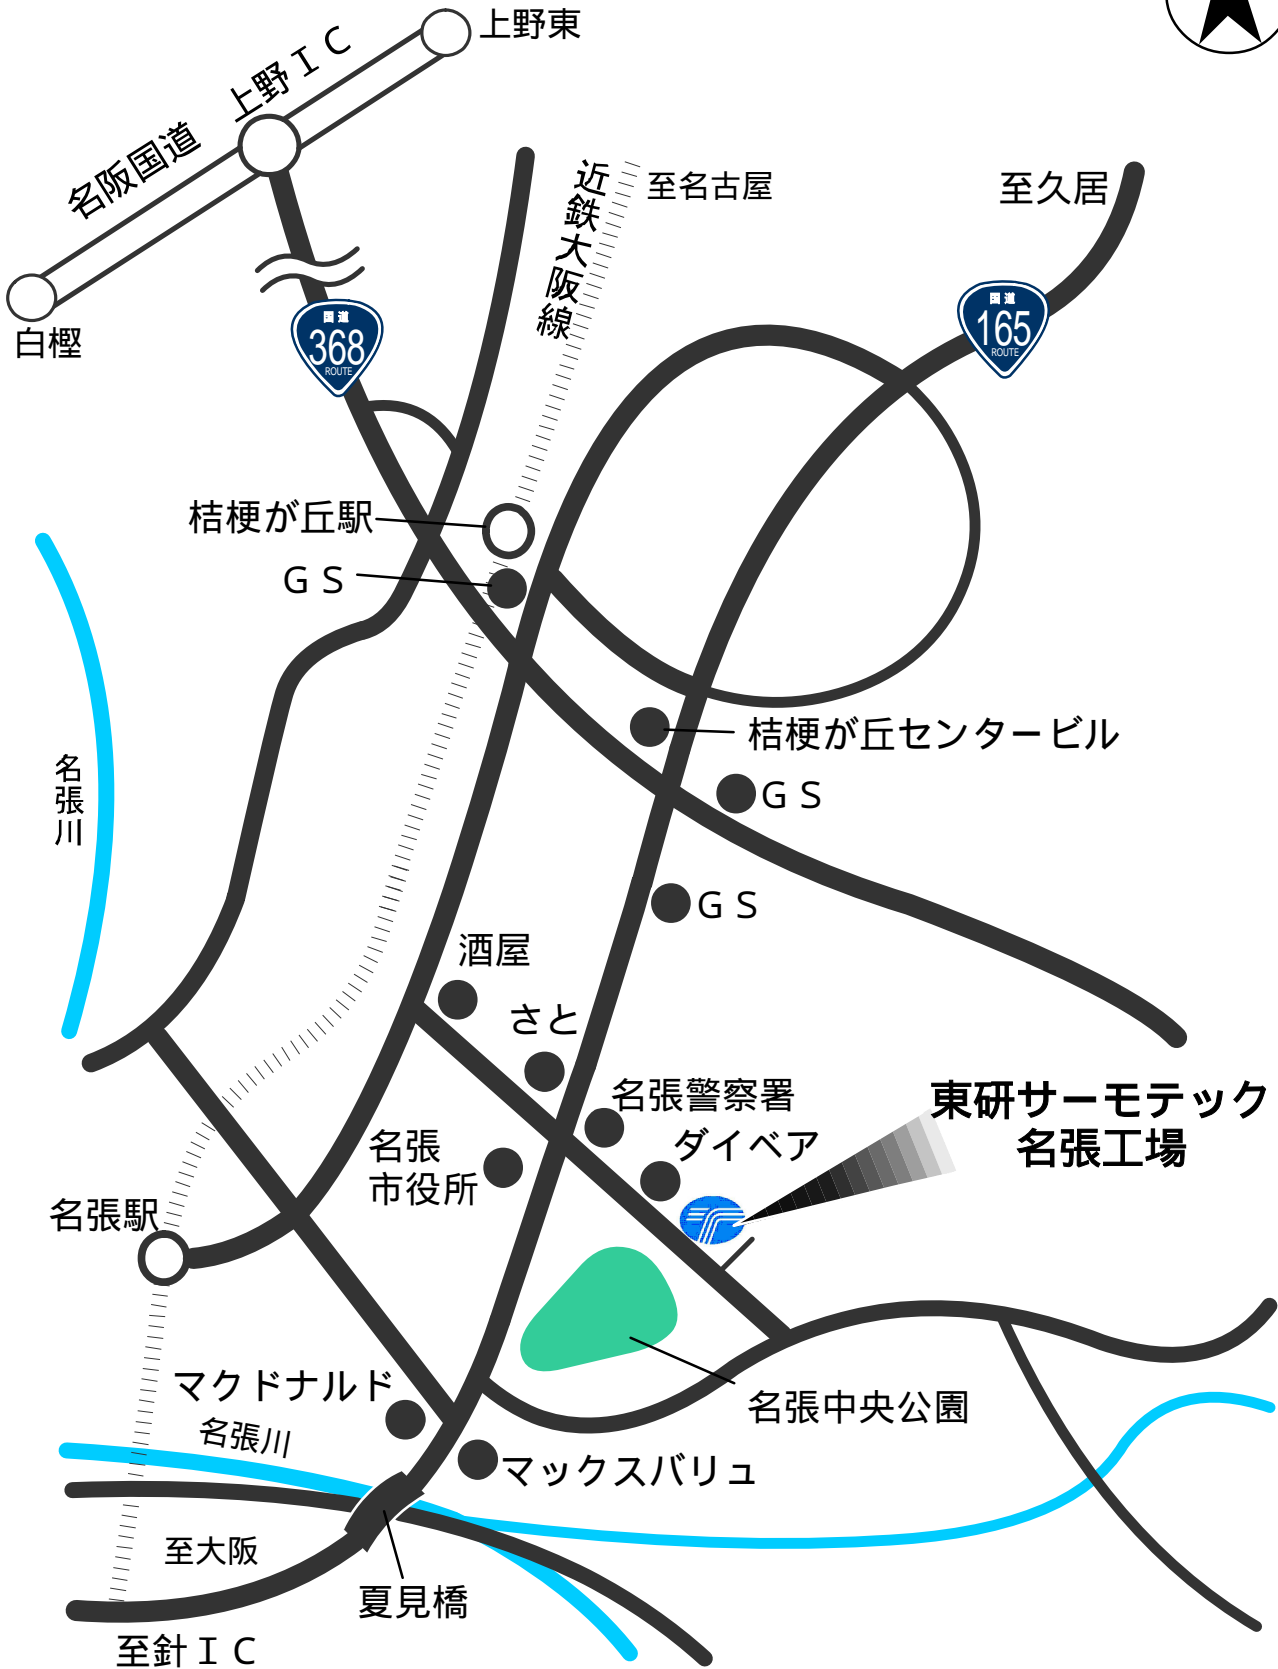 上野東
上野ＩＣ
名阪国道
白樫
近鉄大阪線
至名古屋
至久居
国道
368
ROUTE
国道
165
ROUTE
桔梗が丘駅
ＧＳ
桔梗が丘センタービル
ＧＳ
ＧＳ
名張川
酒屋
さと
名張警察署
ダイベア
東研サーモテック
名張工場
名張
市役所
名張駅
マクドナルド
名張川
名張中央公園
マックスバリュ
至大阪
夏見橋
至針ＩＣ